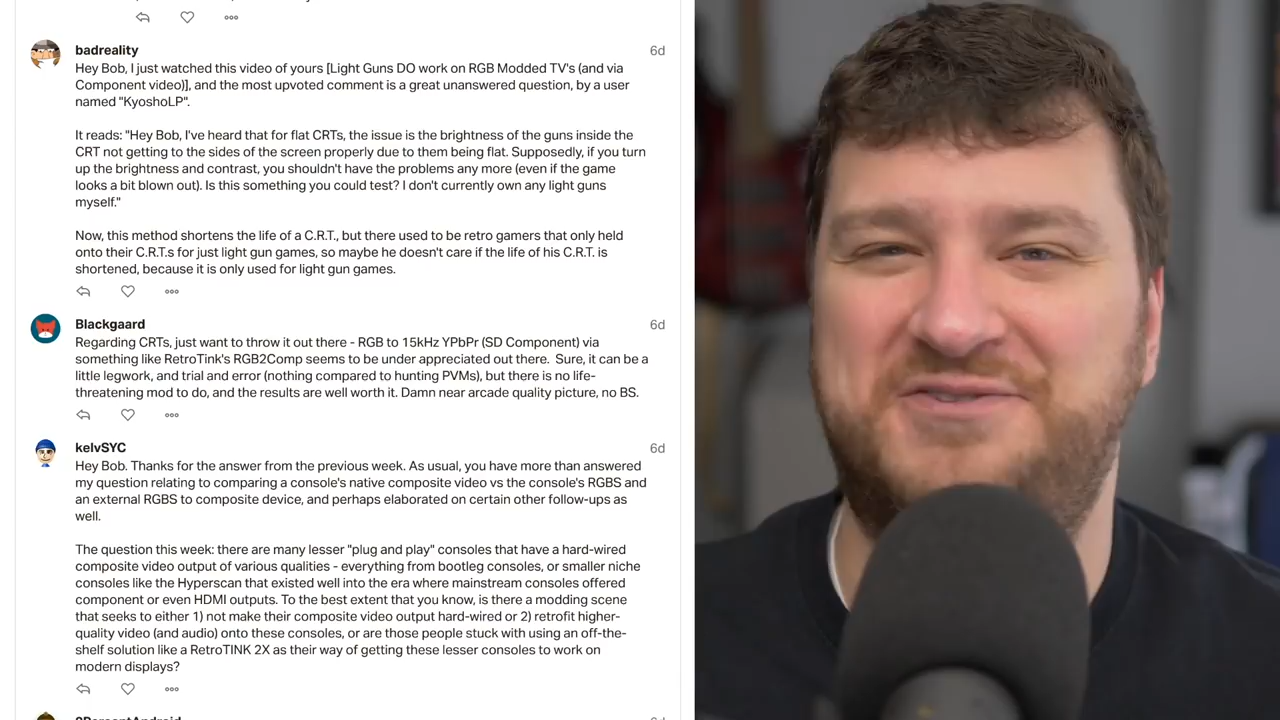 badreality
6d
Hey Bob, I just watched this video of yours [Light Guns DO work on RGB Modded TV's (and via
Component video)], and the most upvoted comment is a great unanswered question, by a user
named "KyoshoLP".
It reads: "Hey Bob, I've heard that for flat CRTs, the issue is the brightness of the guns inside the
CRT not getting to the sides of the screen properly due to them being flat. Supposedly, if you turn
up the brightness and contrast, you shouldn't have the problems any more (even if the game
looks a bit blown out). Is this something you could test? I don't currently own any light guns
myself."
Now, this method shortens the life of a C.R.T., but there used to be retro gamers that only held
onto their C.R.T.s for just light gun games, so maybe he doesn't care if the life of his C.R.T. is
shortened, because it is only used for light gun games.
Blackgaard
6d
Regarding CRTs, just want to throw it out there - RGB to 15kHz YPbPr (SD Component) via
something like RetroTink's RGB2Comp seems to be under appreciated out there.  Sure, it can be a
little legwork, and trial and error (nothing compared to hunting PVMs), but there is no life-
threatening mod to do, and the results are well worth it. Damn near arcade quality picture, no BS.
kelvSYC
6d
Hey Bob. Thanks for the answer from the previous week. As usual, you have more than answered
my question relating to comparing a console's native composite video vs the console's RGBS and
an external RGBS to composite device, and perhaps elaborated on certain other follow-ups as
well.
The question this week: there are many lesser "plug and play" consoles that have a hard-wired
composite video output of various qualities - everything from bootleg consoles, or smaller niche
consoles like the Hyperscan that existed well into the era where mainstream consoles offered
component or even HDMI outputs. To the best extent that you know, is there a modding scene
that seeks to either 1) not make their composite video output hard-wired or 2) retrofit higher-
quality video (and audio) onto these consoles, or are those people stuck with using an off-the-
shelf solution like a RetroTINK 2X as their way of getting these lesser consoles to work on
modern displays?